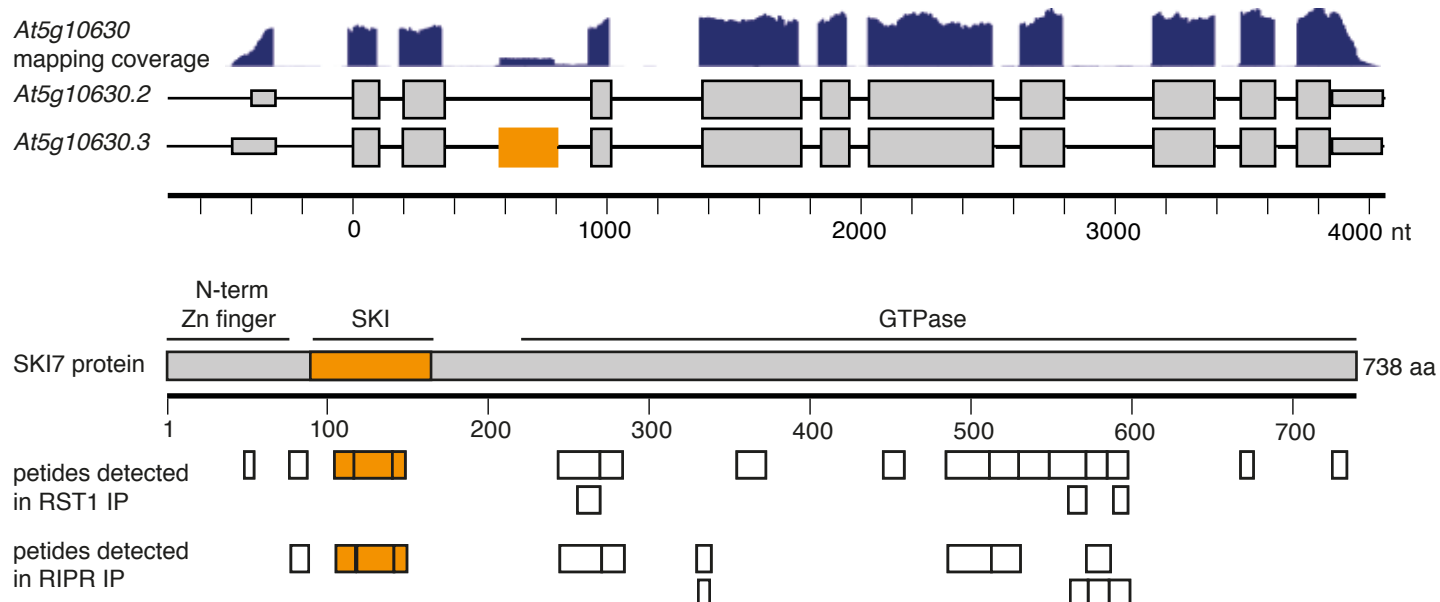 At5g10630
mapping coverage
At5g10630.2
At5g10630.3
0 1000 2000 3000 4000 nt
N-term
Zn finger SKI GTPase
SKI7 protein 738 aa
1 100 200 300 400 500 600 700
petides detected
in RST1 IP
petides detected
in RIPR IP